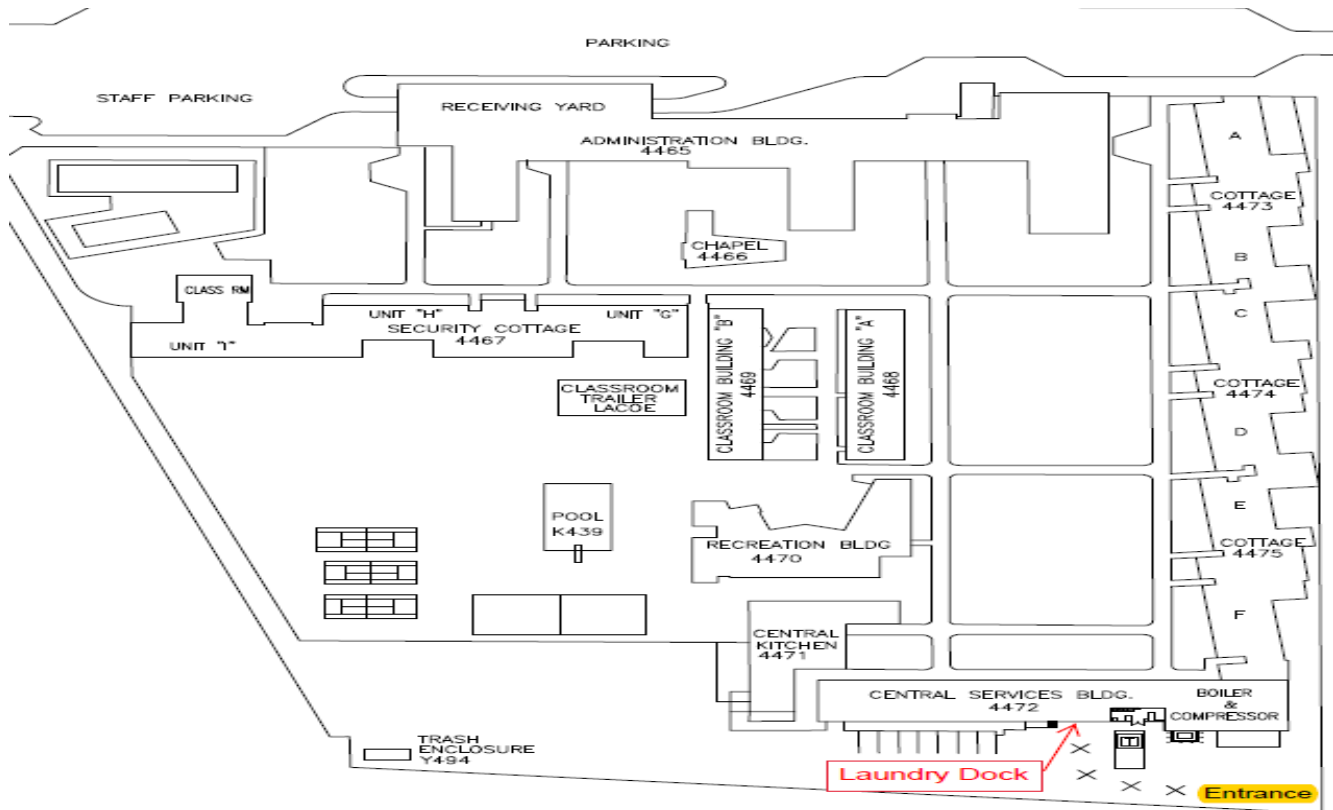 PARKING
STAFF PARKING
RECEIVING YARD
ADMINISTRATION BLDG.
4465
A
COTTAGE
4473
B
CHAPEL
4466
CLASS RM
UNIT "H"
UNIT "G"
SECURITY COTTAGE
4467
UNIT "I"
CLASSROOM BUILDING "B"
4469
CLASSROOM BUILDING "A"
4468
C
COTTAGE
4474
D
CLASSROOM
TRAILER
LACOE
POOL
K439
RECREATION BLDG
4470
E
COTTAGE
4475
F
CENTRAL
KITCHEN
4471
CENTRAL SERVICES BLDG.
4472
BOILER
&
COMPRESSOR
TRASH
ENCLOSURE
Y494
Laundry Dock
Entrance